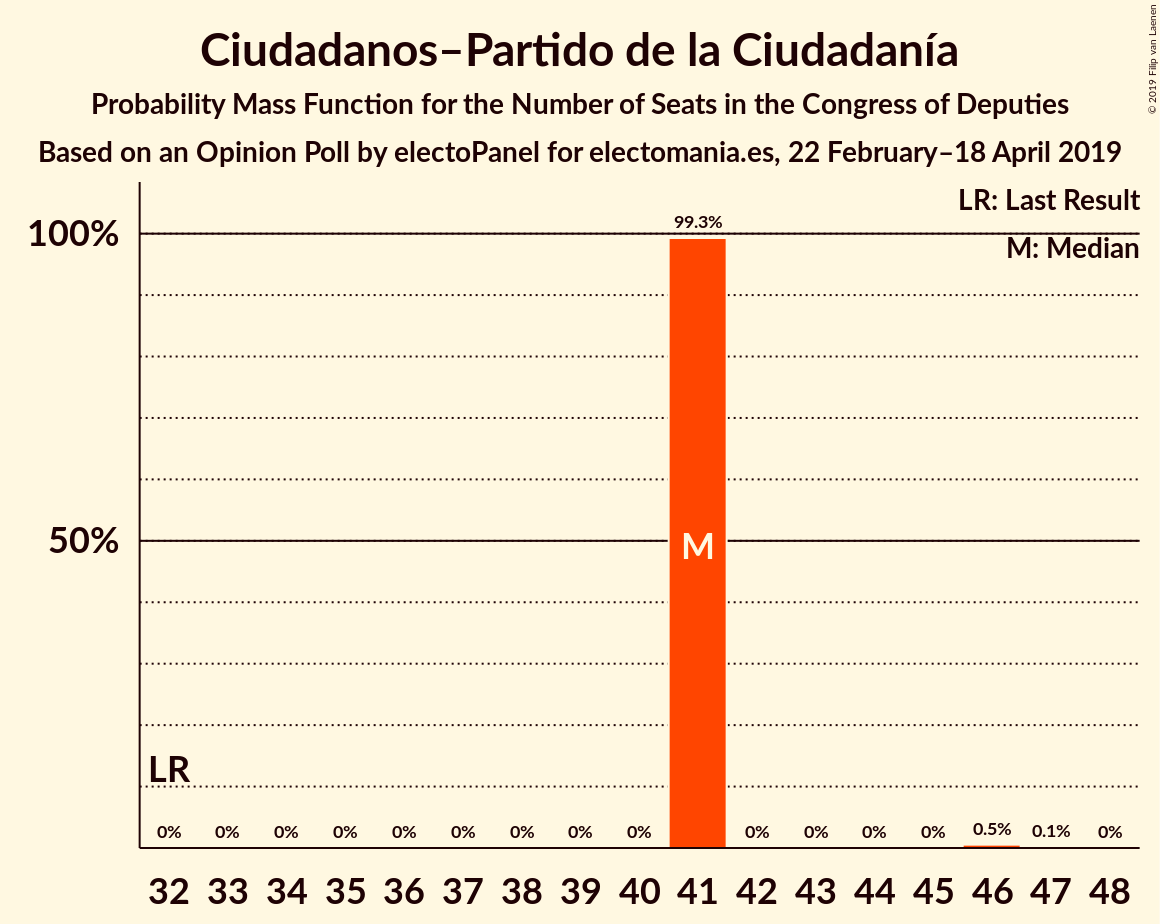 Ciudadanos–Partido de la Ciudadanía
Probability Mass Function for the Number of Seats in the Congress of Deputies
Based on an Opinion Poll by electoPanel for electomania.es, 22 February–18 April 2019
© 2019 Filip van Laenen
LR: Last Result
M: Median
100%
50%
99.3%
M
LR
0% 0% 0% 0% 0% 0% 0% 0% 0% 0% 0% 0% 0% 0.5% 0.1% 0%
32 33 34 35 36 37 38 39 40 41 42 43 44 45 46 47 48